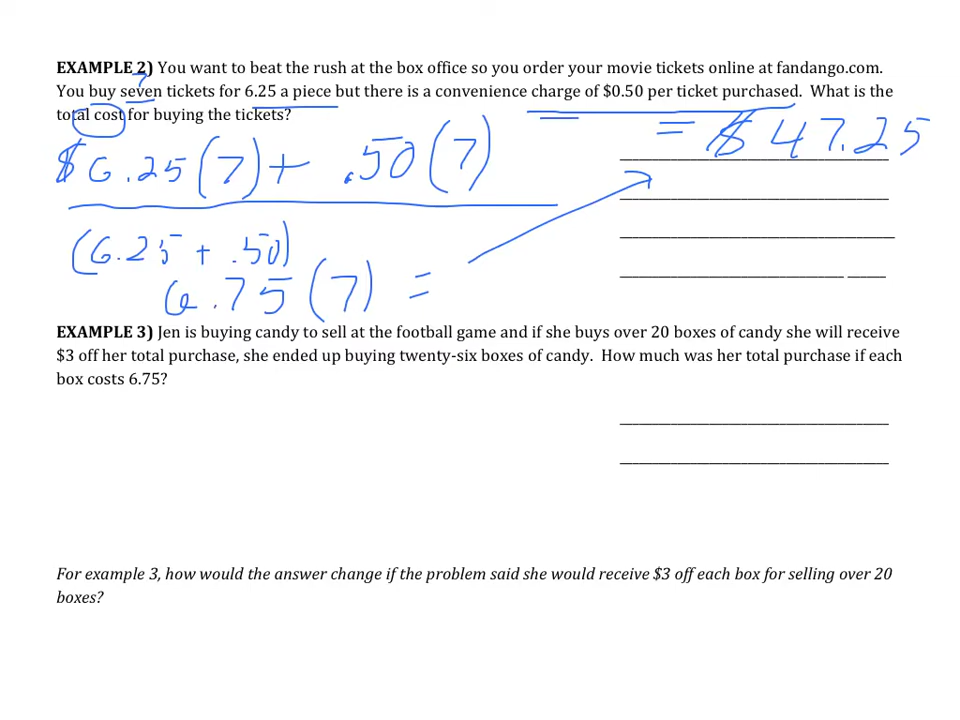 EXAMPLE 2) You want to beat the rush at the box office so you order your movie tickets online at fandango.com.
7
You buy seven tickets for 6.25 a piece but there is a convenience charge of $0.50 per ticket purchased. What is the
total cost for buying the tickets?
= $47.25
$6.25(7) + .50(7)
(6.25 + .50)
6.75(7) =
EXAMPLE 3) Jen is buying candy to sell at the football game and if she buys over 20 boxes of candy she will receive
$3 off her total purchase, she ended up buying twenty-six boxes of candy. How much was her total purchase if each
box costs 6.75?
For example 3, how would the answer change if the problem said she would receive $3 off each box for selling over 20
boxes?